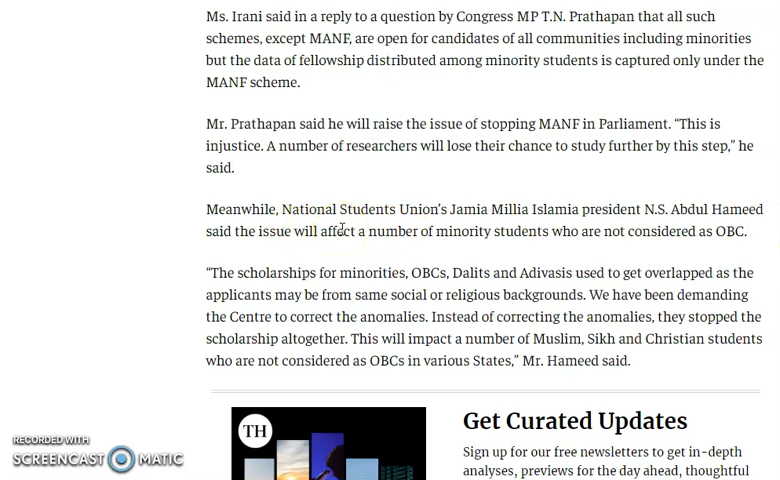 Ms. Irani said in a reply to a question by Congress MP T.N. Prathapan that all such
schemes, except MANF, are open for candidates of all communities including minorities
but the data of fellowship distributed among minority students is captured only under the
MANF scheme.
Mr. Prathapan said he will raise the issue of stopping MANF in Parliament. “This is
injustice. A number of researchers will lose their chance to study further by this step,” he
said.
Meanwhile, National Students Union’s Jamia Millia Islamia president N.S. Abdul Hameed
said the issue will affect a number of minority students who are not considered as OBC.
“The scholarships for minorities, OBCs, Dalits and Adivasis used to get overlapped as the
applicants may be from same social or religious backgrounds. We have been demanding
the Centre to correct the anomalies. Instead of correcting the anomalies, they stopped the
scholarship altogether. This will impact a number of Muslim, Sikh and Christian students
who are not considered as OBCs in various States,” Mr. Hameed said.
TH
Get Curated Updates
Sign up for our free newsletters to get in-depth
analyses, previews for the day ahead, thoughtful
RECORDED WITH
SCREENCAST MATIC